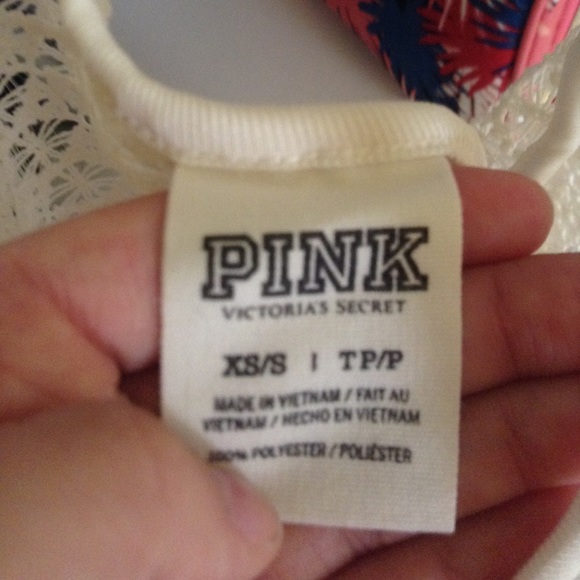 PINK
VICTORIA'S SECRET
XS/S | TP/P
MADE IN VIETNAM / FAIT AU
VIETNAM / HECHO EN VIETNAM
100% POLYESTER / POLIÉSTER